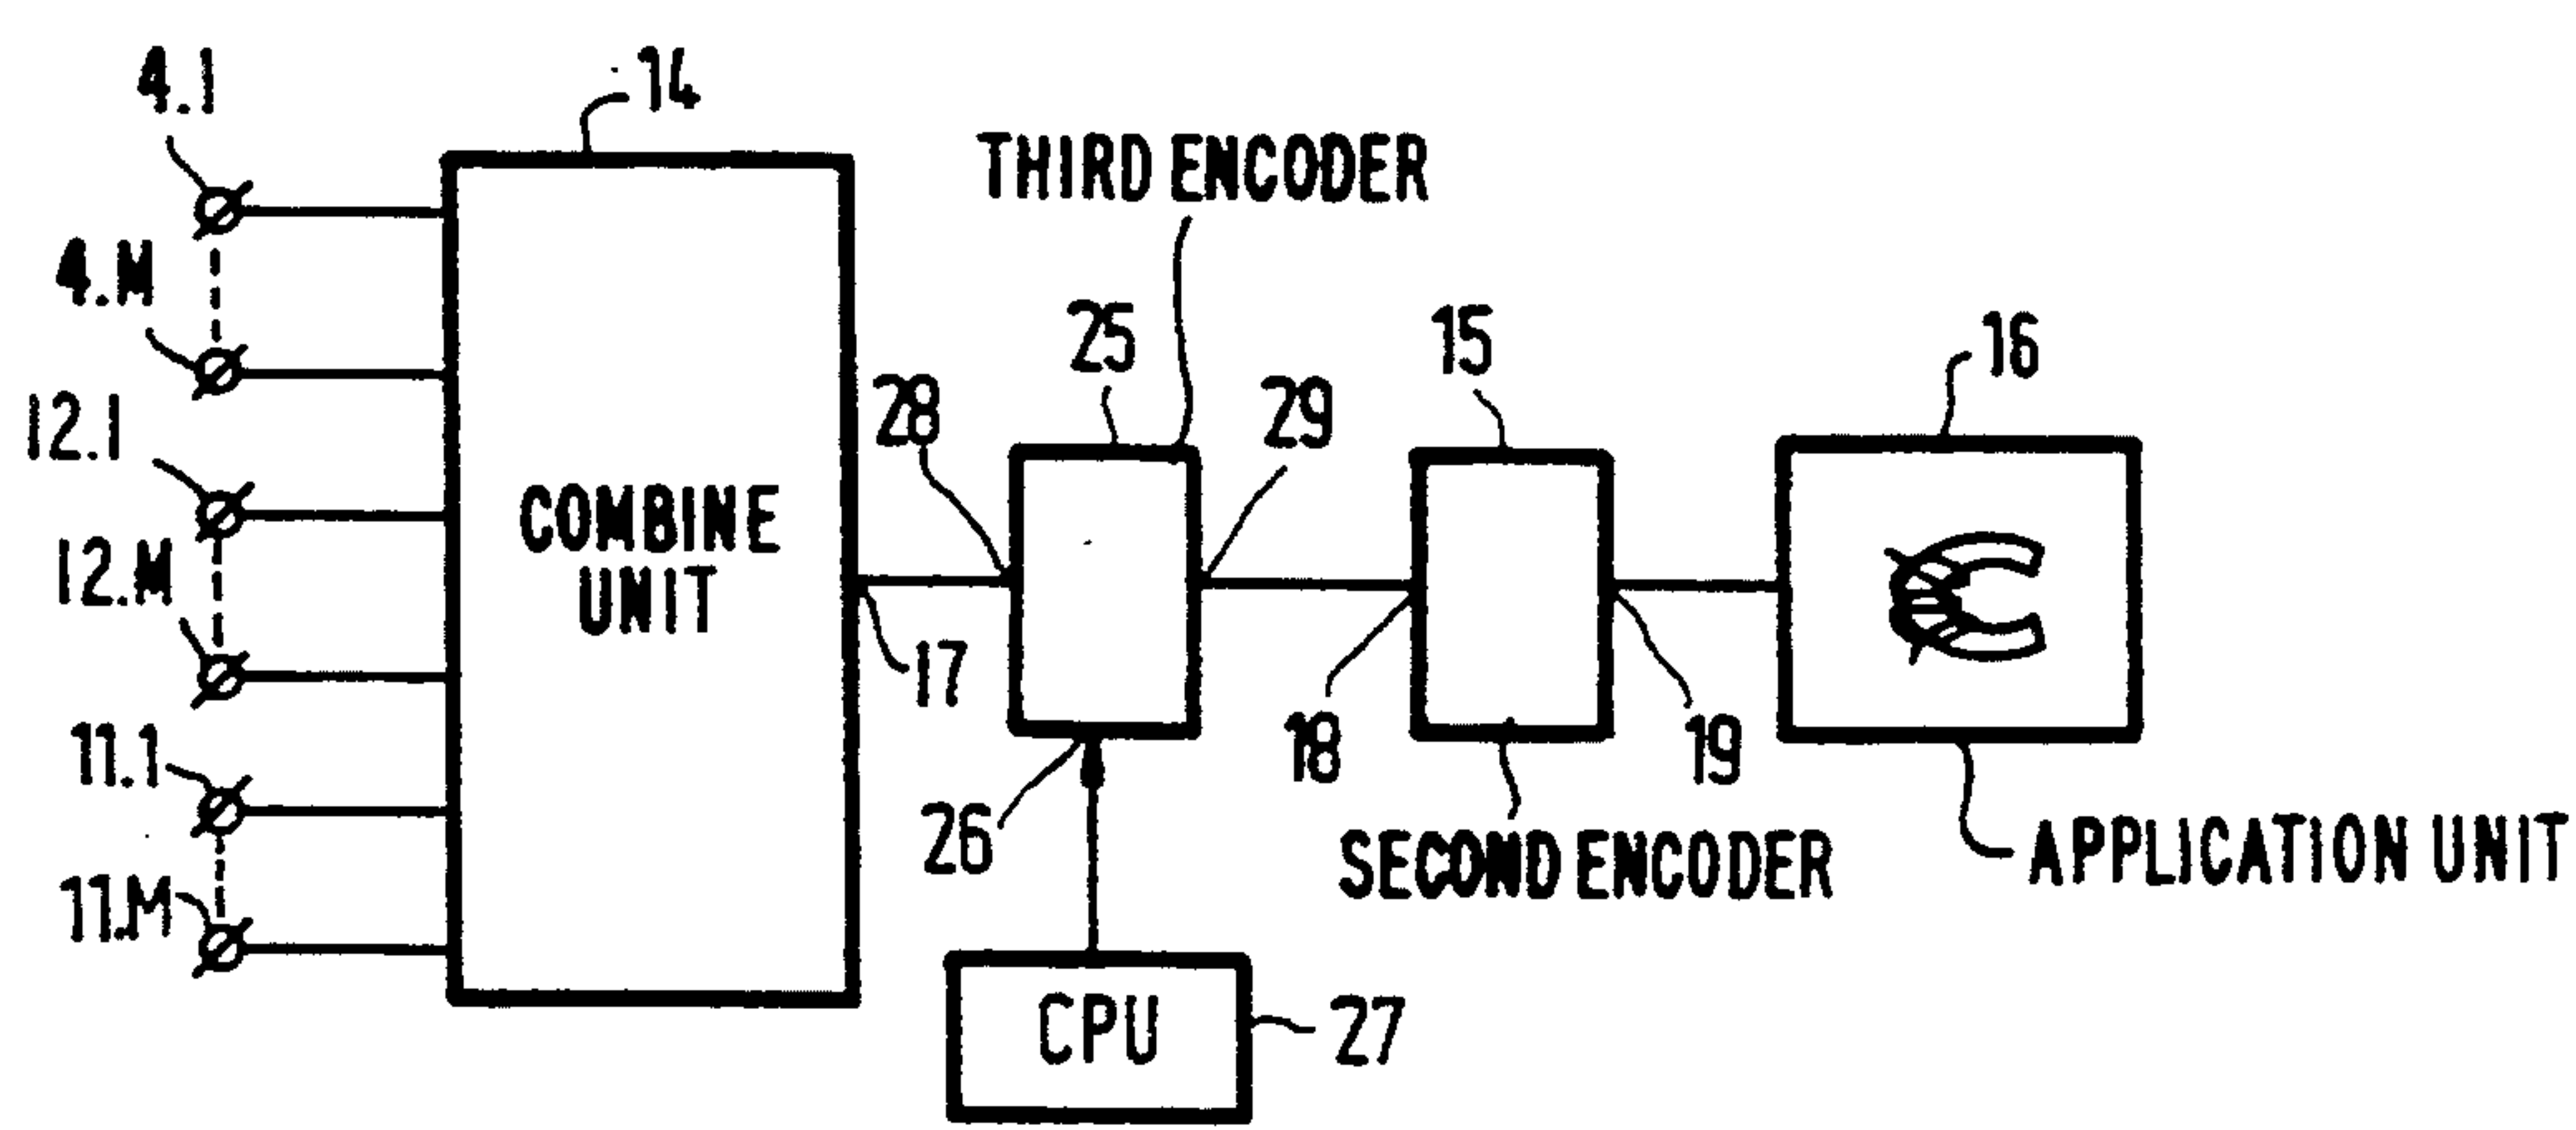 4.1
14
THIRD ENCODER
4.M
25
15
16
28
29
12.1
COMBINE
UNIT
12.M
17
18
19
11.1
26
SECOND ENCODER
APPLICATION UNIT
11.M
CPU
27